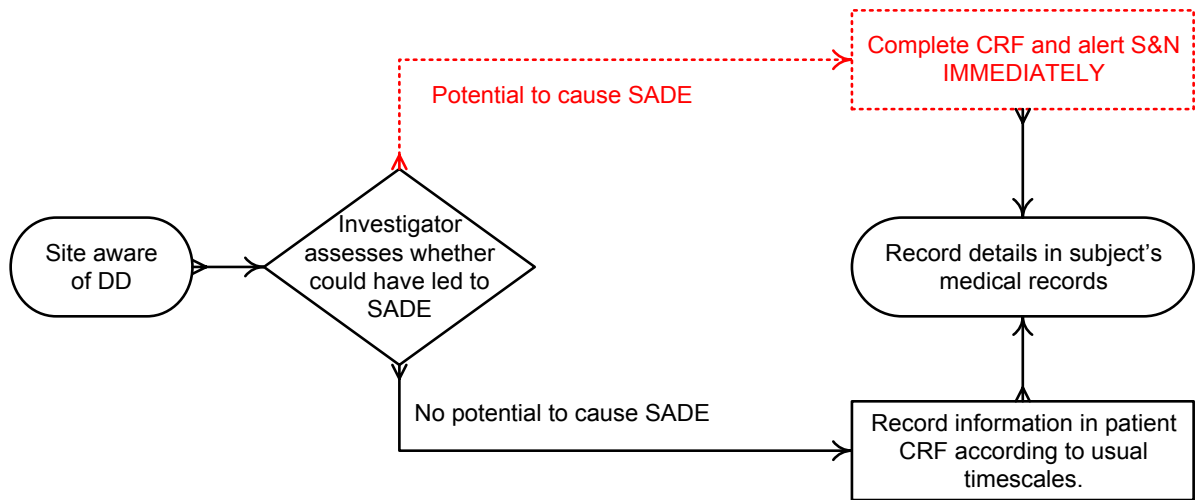 Complete CRF and alert S&N
IMMEDIATELY
Potential to cause SADE
Site aware
of DD
Investigator
assesses whether
could have led to
SADE
Record details in subject’s
medical records
No potential to cause SADE
Record information in patient
CRF according to usual
timescales.